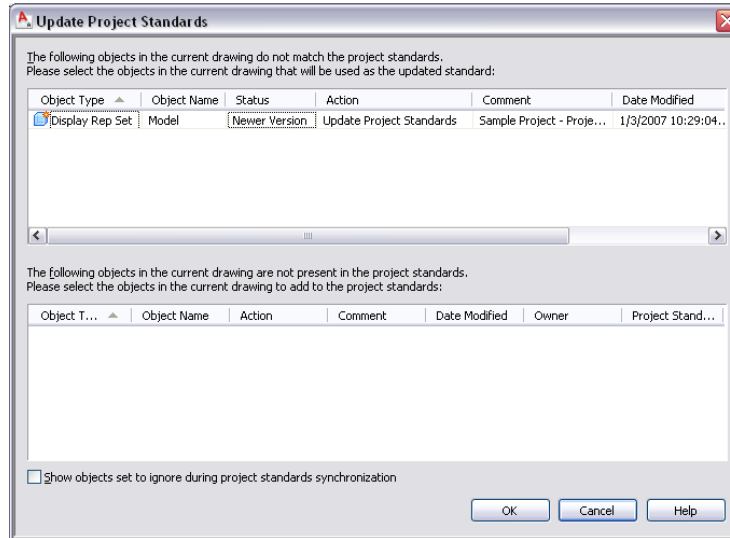 Update Project Standards
The following objects in the current drawing do not match the project standards.
Please select the objects in the current drawing that will be used as the updated standard:
Object Type Object Name Status Action Comment Date Modified
Display Rep Set Model Newer Version Update Project Standards Sample Project - Proje... 1/3/2007 10:29:04..
The following objects in the current drawing are not present in the project standards.
Please select the objects in the current drawing to add to the project standards:
Object T... Object Name Action Comment Date Modified Owner Project Stand...
Show objects set to ignore during project standards synchronization
OK Cancel Help